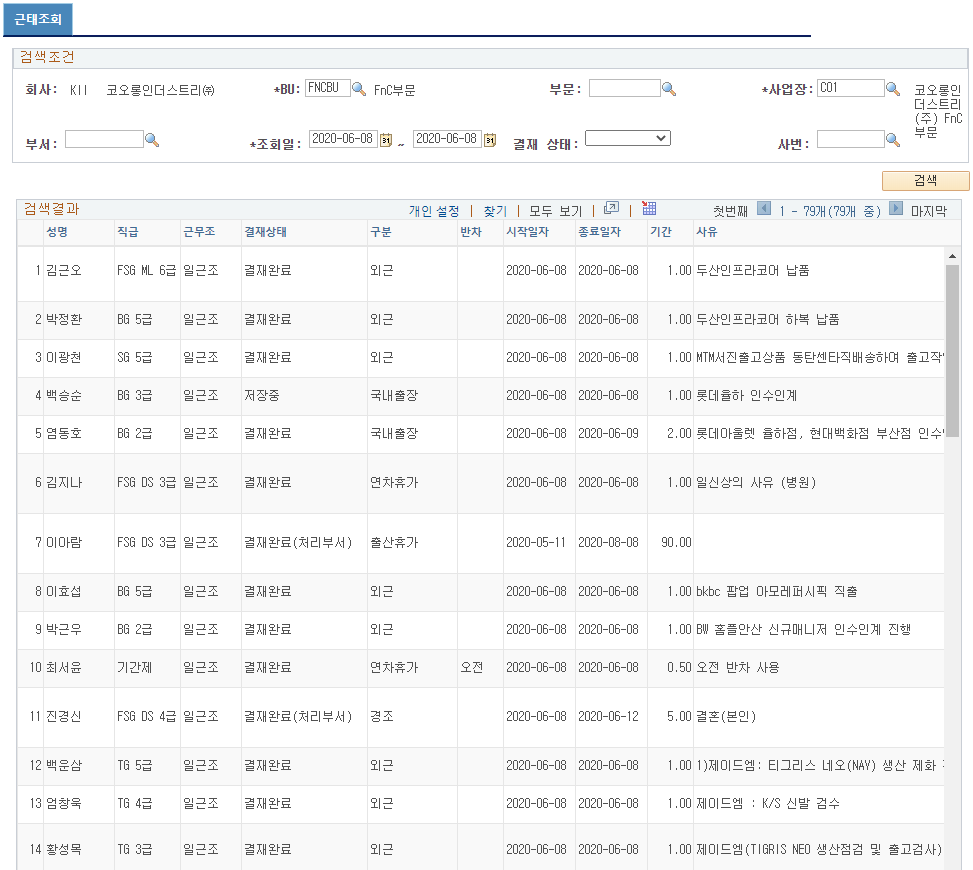 근태조회
검색조건
회사: KII 코오롱인더스트리㈜ *BU: FNCBU FnC부문 부문: *사업장: C01 코오롱인
더스트리
(주) FnC
부문
부서: *조회일: 2020-06-08 ~ 2020-06-08 결재 상태: 사번:
검색
검색결과 개인 설정 | 찾기 | 모두 보기 | | 첫번째 1 - 79개(79개 중) 마지막
성명 직급 근무조 결재상태 구분 반차 시작일자 종료일자 기간 사유
1 김근오 FSG ML 6급 일근조 결재완료 외근 2020-06-08 2020-06-08 1.00 두산인프라코어 납품
2 박정환 BG 5급 일근조 결재완료 외근 2020-06-08 2020-06-08 1.00 두산인프라코어 하복 납품
3 이광천 SG 5급 일근조 결재완료 외근 2020-06-08 2020-06-08 1.00 MTM서진출고상품 동탄센타직배송하며 출고작
4 백승순 BG 3급 일근조 저장중 국내출장 2020-06-08 2020-06-08 1.00 롯데율하 인수인계
5 염동호 BG 2급 일근조 결재완료 국내출장 2020-06-08 2020-06-09 2.00 롯데아울렛 율하점, 현대백화점 부산점 인수
6 김지나 FSG DS 3급 일근조 결재완료 연차휴가 2020-06-08 2020-06-08 1.00 일신상의 사유 (병원)
7 이아람 FSG DS 3급 일근조 결재완료(처리부서) 출산휴가 2020-05-11 2020-08-08 90.00
8 이효섭 BG 5급 일근조 결재완료 외근 2020-06-08 2020-06-08 1.00 bkbc 팝업 아모레퍼시픽 직출
9 박근우 BG 2급 일근조 결재완료 외근 2020-06-08 2020-06-08 1.00 BW 홈플안산 신규매니저 인수인계 진행
10 최서윤 기간제 일근조 결재완료 연차휴가 오전 2020-06-08 2020-06-08 0.50 오전 반차 사용
11 진경신 FSG DS 4급 일근조 결재완료(처리부서) 경조 2020-06-08 2020-06-12 5.00 결혼(본인)
12 백운삼 TG 5급 일근조 결재완료 외근 2020-06-08 2020-06-08 1.00 1)제이드엠: 티그리스 네오(NAV) 생산 제화
13 엄창욱 TG 4급 일근조 결재완료 외근 2020-06-08 2020-06-08 1.00 제이드엠 : K/S 신발 검수
14 황성목 TG 3급 일근조 결재완료 외근 2020-06-08 2020-06-08 1.00 제이드엠(TIGRIS NEO 생산점검 및 출고검사)